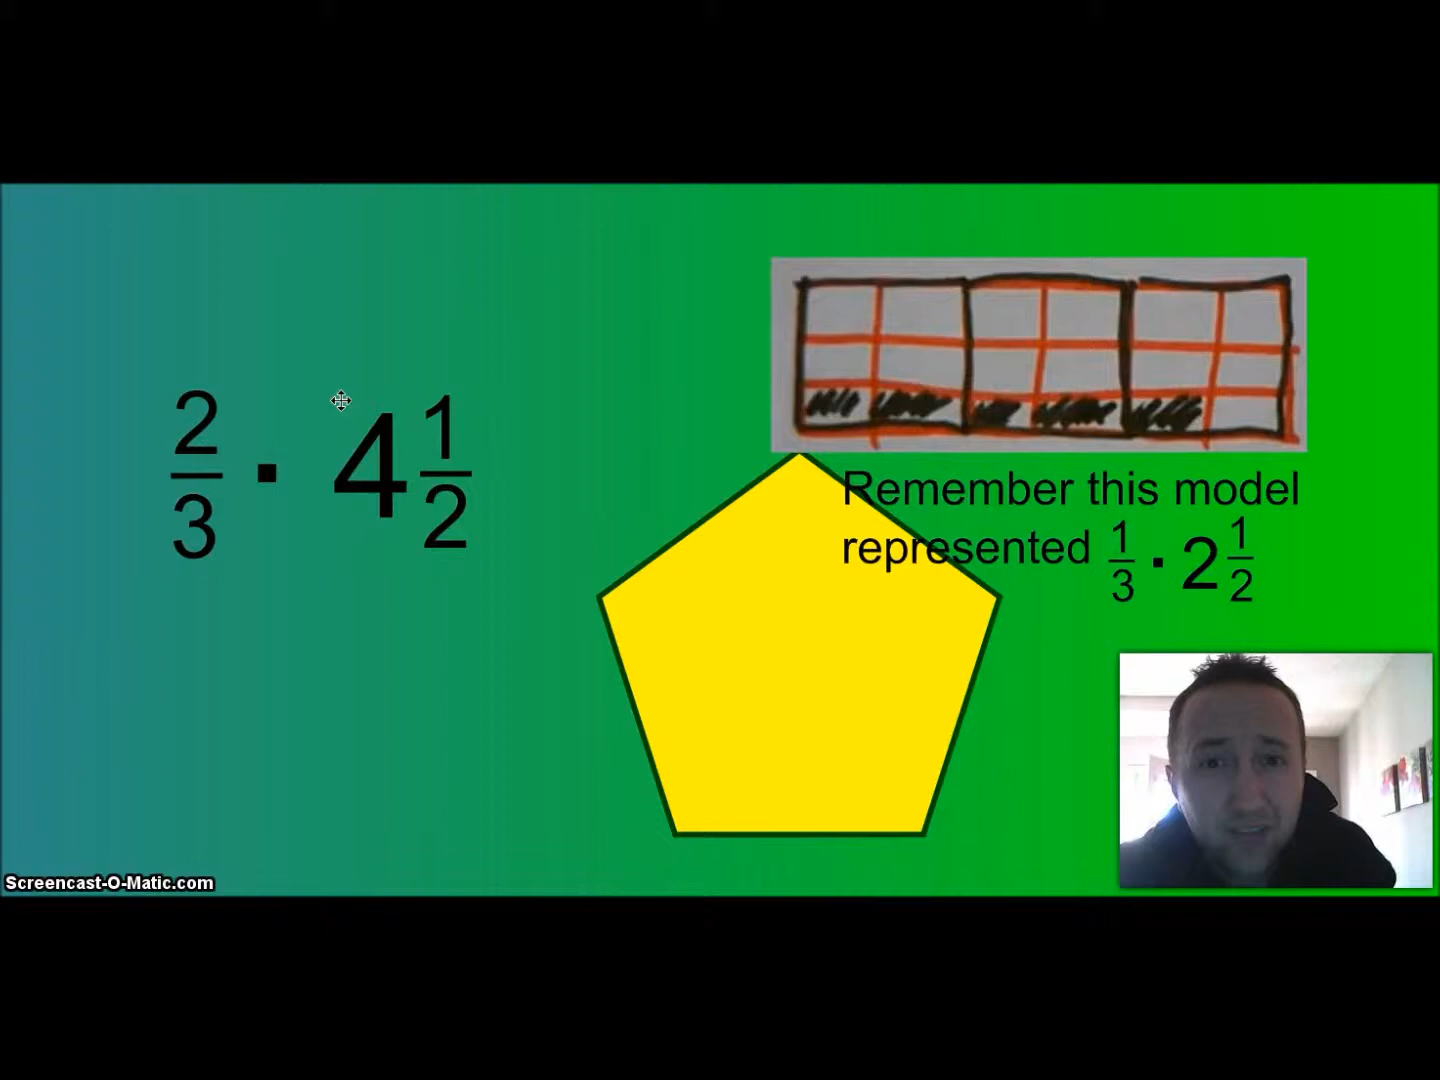 2/3 · 4 1/2
Remember this model
represented 1/3 · 2 1/2
Screencast-O-Matic.com